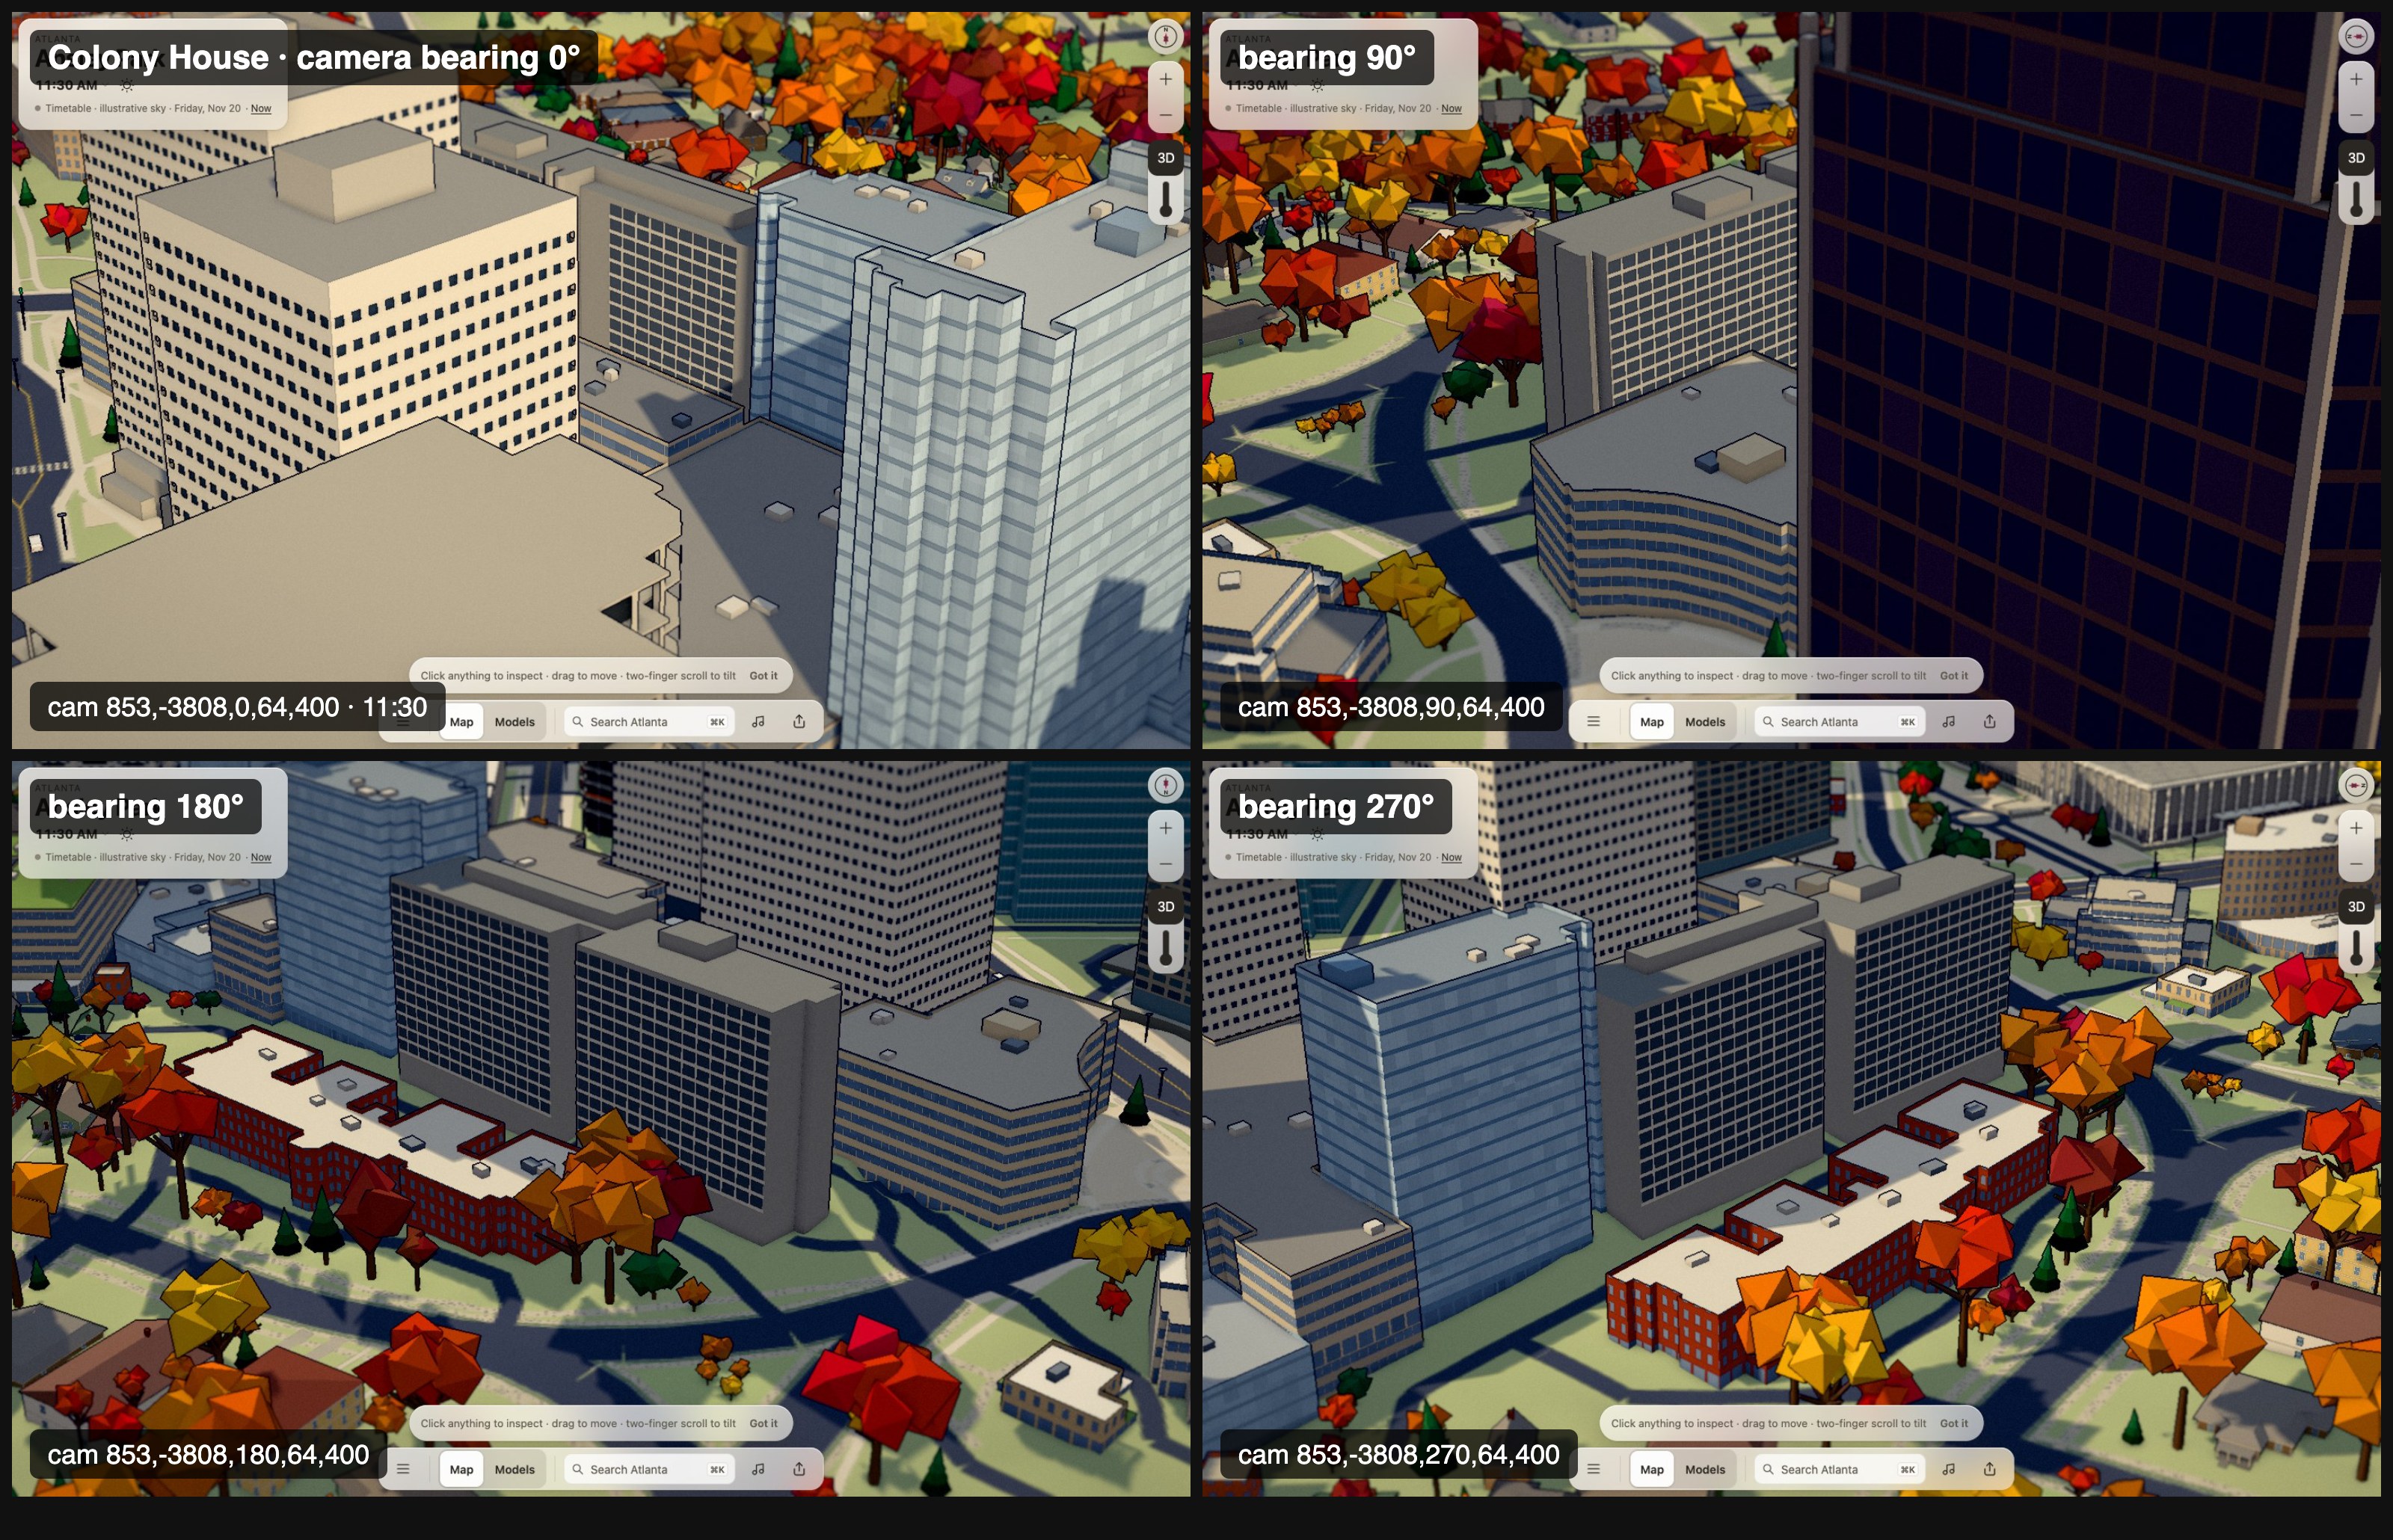 ATLANTA
Colony House · camera bearing 0°
11:30 AM
Timetable · illustrative sky · Friday, Nov 20 · Now
N
+
−
3D
Click anything to inspect · drag to move · two-finger scroll to tilt Got it
cam 853,-3808,0,64,400 · 11:30
Map Models Search Atlanta ⌘K
ATLANTA
bearing 90°
11:30 AM
Timetable · illustrative sky · Friday, Nov 20 · Now
N
+
−
3D
Click anything to inspect · drag to move · two-finger scroll to tilt Got it
cam 853,-3808,90,64,400
Map Models Search Atlanta ⌘K
ATLANTA
bearing 180°
11:30 AM
Timetable · illustrative sky · Friday, Nov 20 · Now
N
+
−
3D
Click anything to inspect · drag to move · two-finger scroll to tilt Got it
cam 853,-3808,180,64,400
Map Models Search Atlanta ⌘K
ATLANTA
bearing 270°
11:30 AM
Timetable · illustrative sky · Friday, Nov 20 · Now
N
+
−
3D
Click anything to inspect · drag to move · two-finger scroll to tilt Got it
cam 853,-3808,270,64,400
Map Models Search Atlanta ⌘K